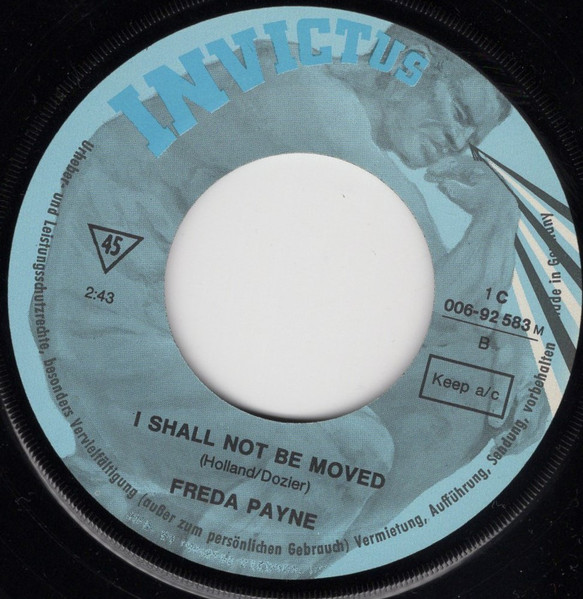 INVICTUS
45
2:43
1 C
006-92 583 M
B
Keep a/c
I SHALL NOT BE MOVED
(Holland/Dozier)
FREDA PAYNE
Urheber- und Leistungsschutzrechte, besonders Vervielfältigung (außer zum persönlichen Gebrauch) Vermietung, Aufführung, Sendung, vorbehalten
in Germany